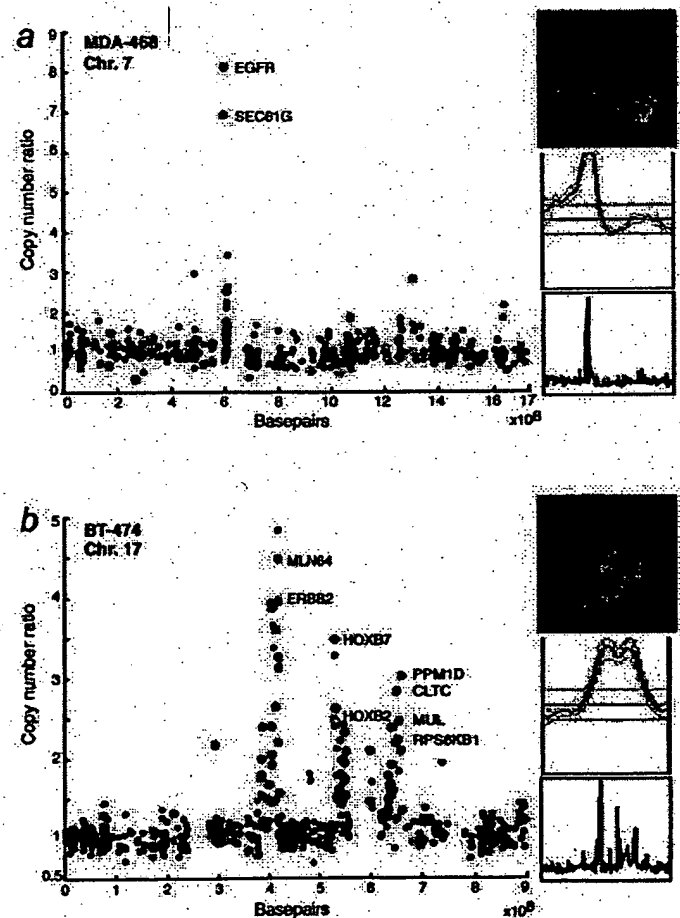 a
MDA-468
Chr. 7
Copy number ratio
9
8
7
6
5
4
3
2
1
0
EGFR
SEC61G
0 2 4 6 8 10 12 14 16 17
Basepairs x10⁶
b
BT-474
Chr. 17
Copy number ratio
5
4
3
2
1
0.5
MLN64
ERBB2
HOXB7
HOXB2
PPM1D
CLTC
MUL
RPS6KB1
0 1 2 3 4 5 6 7 9
Basepairs x10⁶